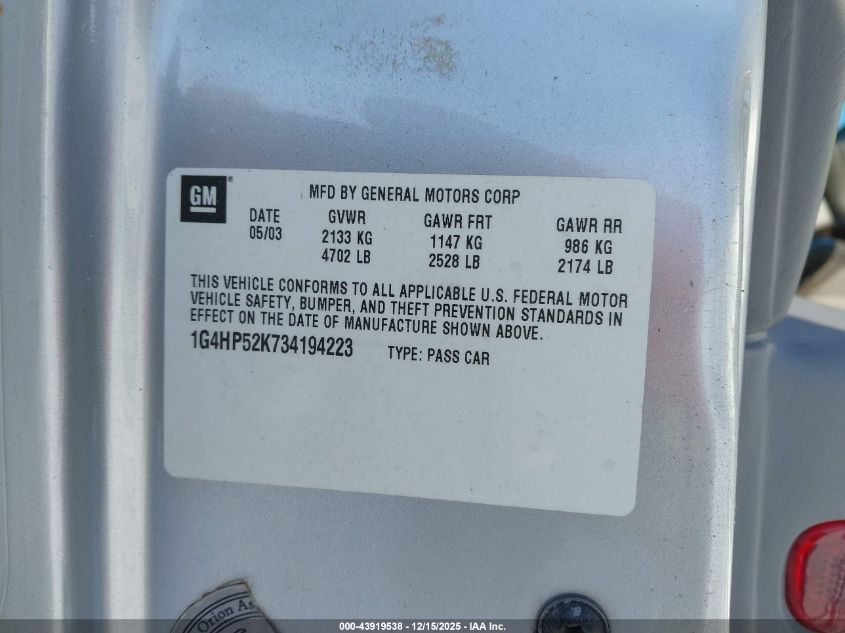 GM®
MFD BY GENERAL MOTORS CORP
DATE GVWR GAWR FRT GAWR RR
05/03 2133 KG 1147 KG 986 KG
4702 LB 2528 LB 2174 LB
THIS VEHICLE CONFORMS TO ALL APPLICABLE U.S. FEDERAL MOTOR
VEHICLE SAFETY, BUMPER, AND THEFT PREVENTION STANDARDS IN
EFFECT ON THE DATE OF MANUFACTURE SHOWN ABOVE.
1G4HP52K734194223 TYPE: PASS CAR
Orion As
000-43919538 - 12/15/2025 - IAA Inc.